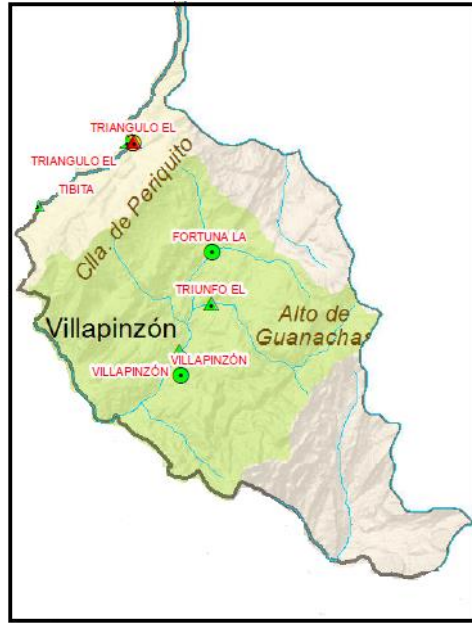 TRIANGULO EL
TRIANGULO EL
TIBITA
Clla. de Periquito
FORTUNA LA
TRIUNFO EL
Alto de
Guanachas
Villapinzón
VILLAPINZÓN
VILLAPINZÓN